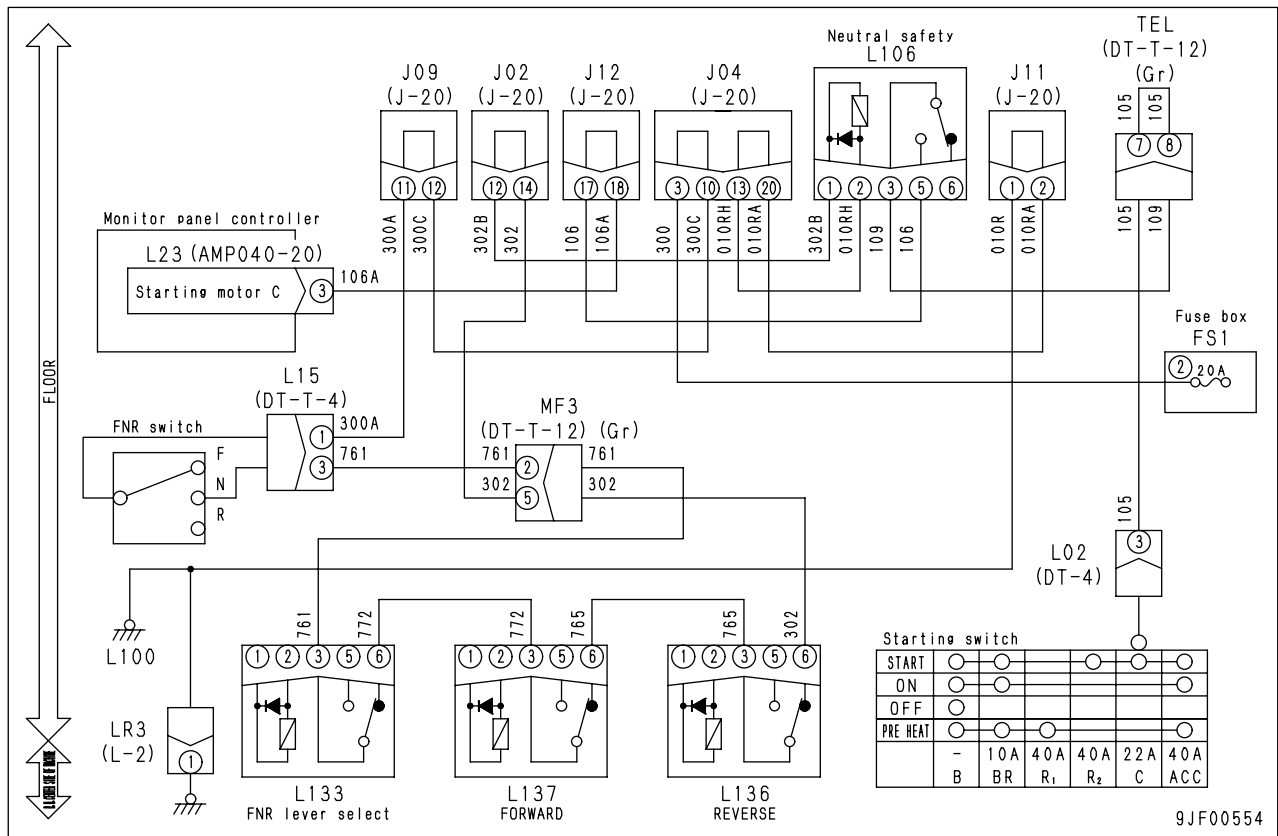 TEL
(DT-T-12)
(Gr)
Neutral safety
L106
J09
(J-20)
J02
(J-20)
J12
(J-20)
J04
(J-20)
J11
(J-20)
105 105
7 8
11 12
12 14
17 18
3 10 13 20
1 2 3 5 6
1 2
300A 300C
302B 302
106 106A
300 300C 010RH 010RA
302B 010RH 109 106
010R 010RA
105 109
Monitor panel controller
L23 (AMP040-20)
Starting motor C
3
106A
Fuse box
FS1
2 20A
FLOOR
L15
(DT-T-4)
1 300A
3 761
FNR switch
F
N
R
MF3
(DT-T-12) (Gr)
761 2 761
302 5 302
105
3
L02
(DT-4)
L100
LR3
(L-2)
1
761 772
1 2 3 5 6
L133
FNR lever select
772 765
1 2 3 5 6
L137
FORWARD
765 302
1 2 3 5 6
L136
REVERSE
Starting switch
START
ON
OFF
PRE HEAT
- 10A 40A 40A 22A 40A
B BR R₁ R₂ C ACC
9JF00554